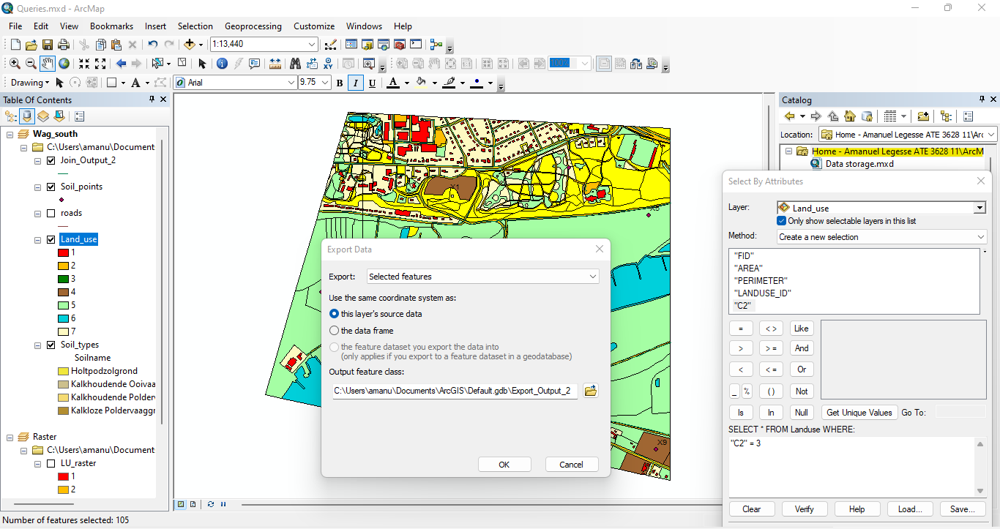 Queries.mxd - ArcMap
File Edit View Bookmarks Insert Selection Geoprocessing Customize Windows Help
1:13,440
100%
Drawing Arial 9.75 B I U A
Table Of Contents
Wag_south
C:\Users\amanu\Document
Join_Output_2
Soil_points
roads
Land_use
1
2
3
4
5
6
7
Soil_types
Soilname
Holtpodzolgrond
Kalkhoudende Ooivaa
Kalkhoudende Polder
Kalkloze Poldervaaggr
Raster
C:\Users\amanu\Document
LU_raster
1
2
Number of features selected: 105
X1
X9
Export Data
Export: Selected features
Use the same coordinate system as:
this layer's source data
the data frame
the feature dataset you export the data into
(only applies if you export to a feature dataset in a geodatabase)
Output feature class:
C:\Users\amanu\Documents\ArcGIS\Default.gdb\Export_Output_2
OK Cancel
Catalog
Location: Home - Amanuel Legesse ATE 3628 11\Arc
Home - Amanuel Legesse ATE 3628 11\ArcM
Data storage.mxd
Select By Attributes
Layer: Land_use
Only show selectable layers in this list
Method: Create a new selection
"FID"
"AREA"
"PERIMETER"
"LANDUSE_ID"
"C2"
= < > Like
> > = And
< < = Or
_ % ( ) Not
Is In Null Get Unique Values Go To:
SELECT * FROM Landuse WHERE:
"C2" = 3
Clear Verify Help Load... Save...